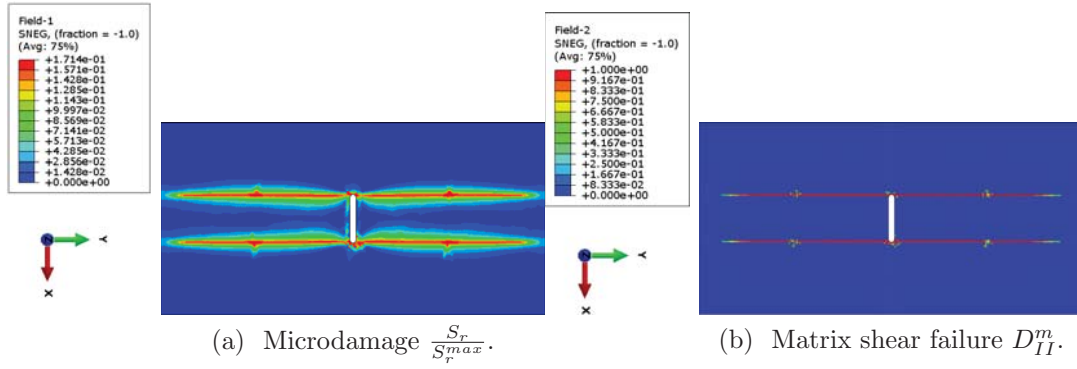 Field-1
SNEG, (fraction = -1.0)
(Avg: 75%)
+1.714e-01
+1.571e-01
+1.428e-01
+1.285e-01
+1.143e-01
+9.997e-02
+8.569e-02
+7.141e-02
+5.713e-02
+4.285e-02
+2.856e-02
+1.428e-02
+0.000e+00
Z
Y
X
(a) Microdamage \frac{S_r}{S_r^{max}}.
Field-2
SNEG, (fraction = -1.0)
(Avg: 75%)
+1.000e+00
+9.167e-01
+8.333e-01
+7.500e-01
+6.667e-01
+5.833e-01
+5.000e-01
+4.167e-01
+3.333e-01
+2.500e-01
+1.667e-01
+8.333e-02
+0.000e+00
Z
Y
X
(b) Matrix shear failure D_{II}^m.